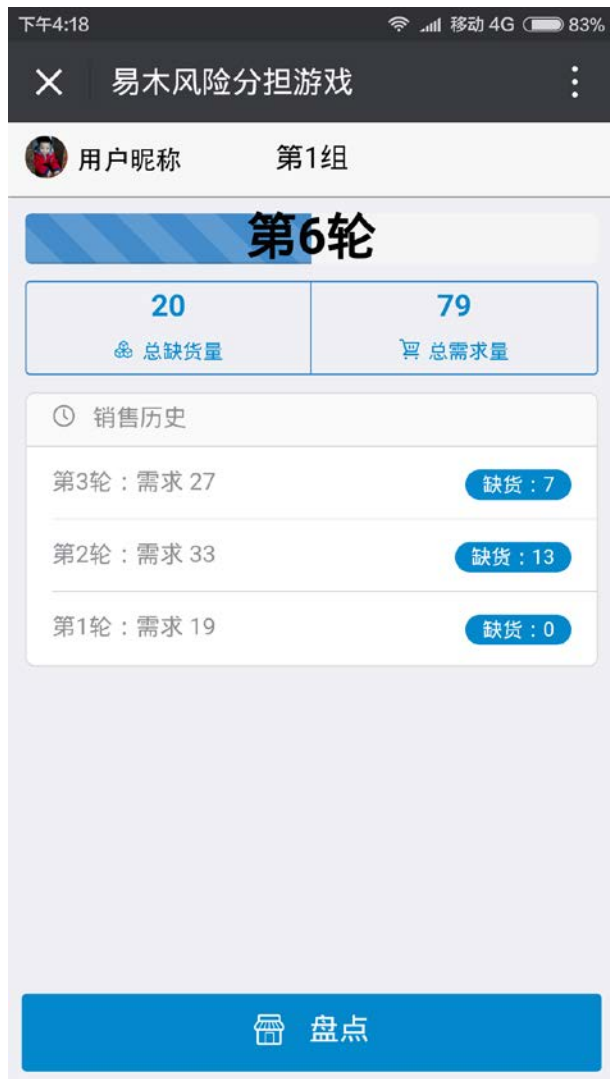 下午4:18 移动 4G 83%
易木风险分担游戏
用户昵称 第1组
第6轮
20 79
总缺货量 总需求量
销售历史
第3轮：需求 27 缺货：7
第2轮：需求 33 缺货：13
第1轮：需求 19 缺货：0
盘点